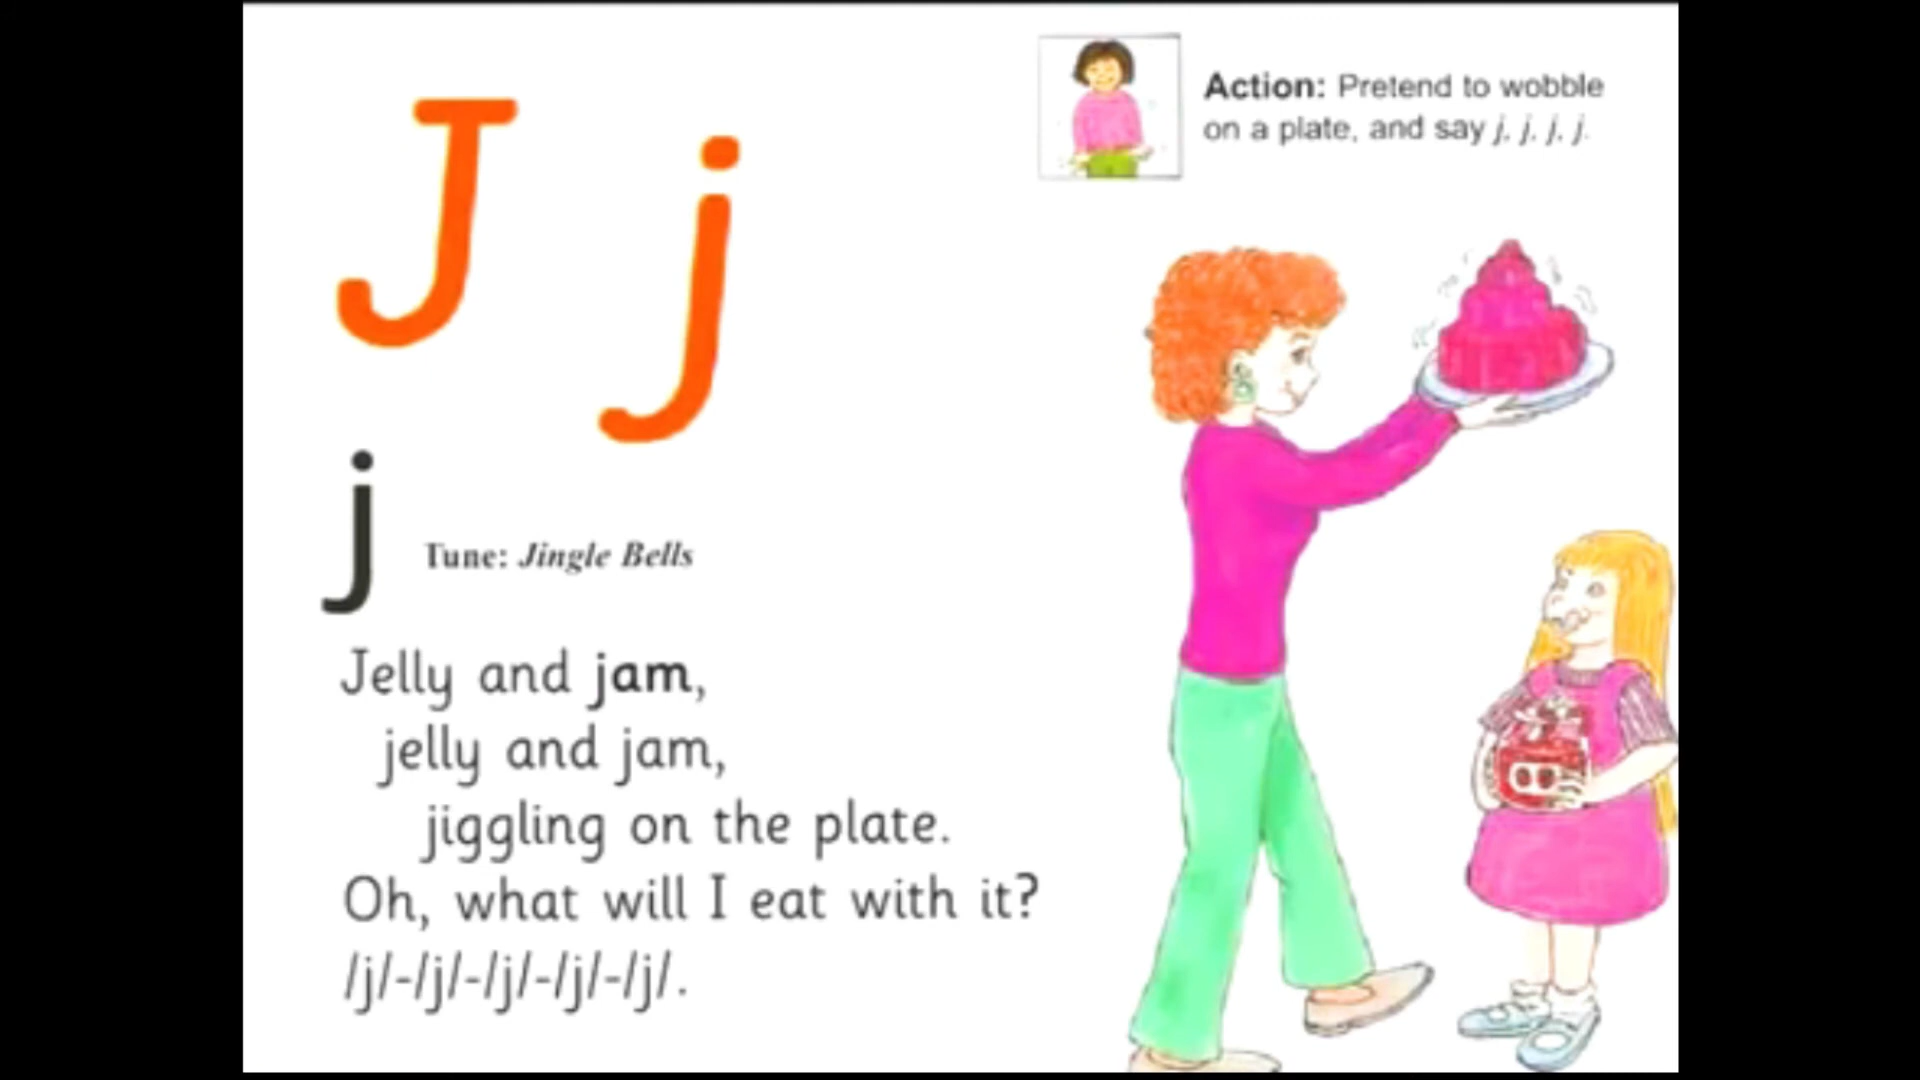 J j
Action: Pretend to wobble
on a plate, and say j, j, j, j.
j
Tune: Jingle Bells
Jelly and jam,
jelly and jam,
jiggling on the plate.
Oh, what will I eat with it?
/j/-/j/-/j/-/j/-/j/.